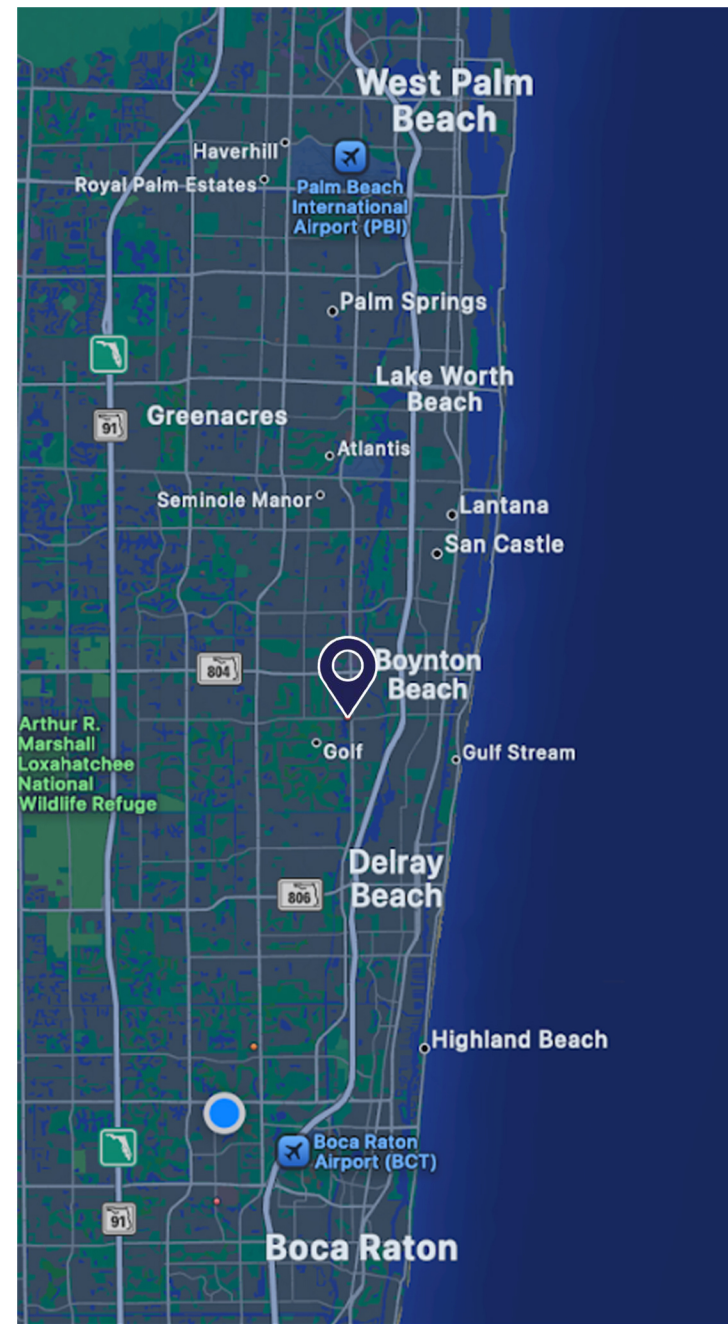 West Palm
Beach
Haverhill
Royal Palm Estates
Palm Beach
International
Airport (PBI)
Palm Springs
Lake Worth
Beach
Greenacres
91
Atlantis
Seminole Manor
Lantana
San Castle
804
Boynton
Beach
Arthur R.
Marshall
Loxahatchee
National
Wildlife Refuge
Golf
Gulf Stream
Delray
Beach
806
Highland Beach
Boca Raton
Airport (BCT)
91
Boca Raton